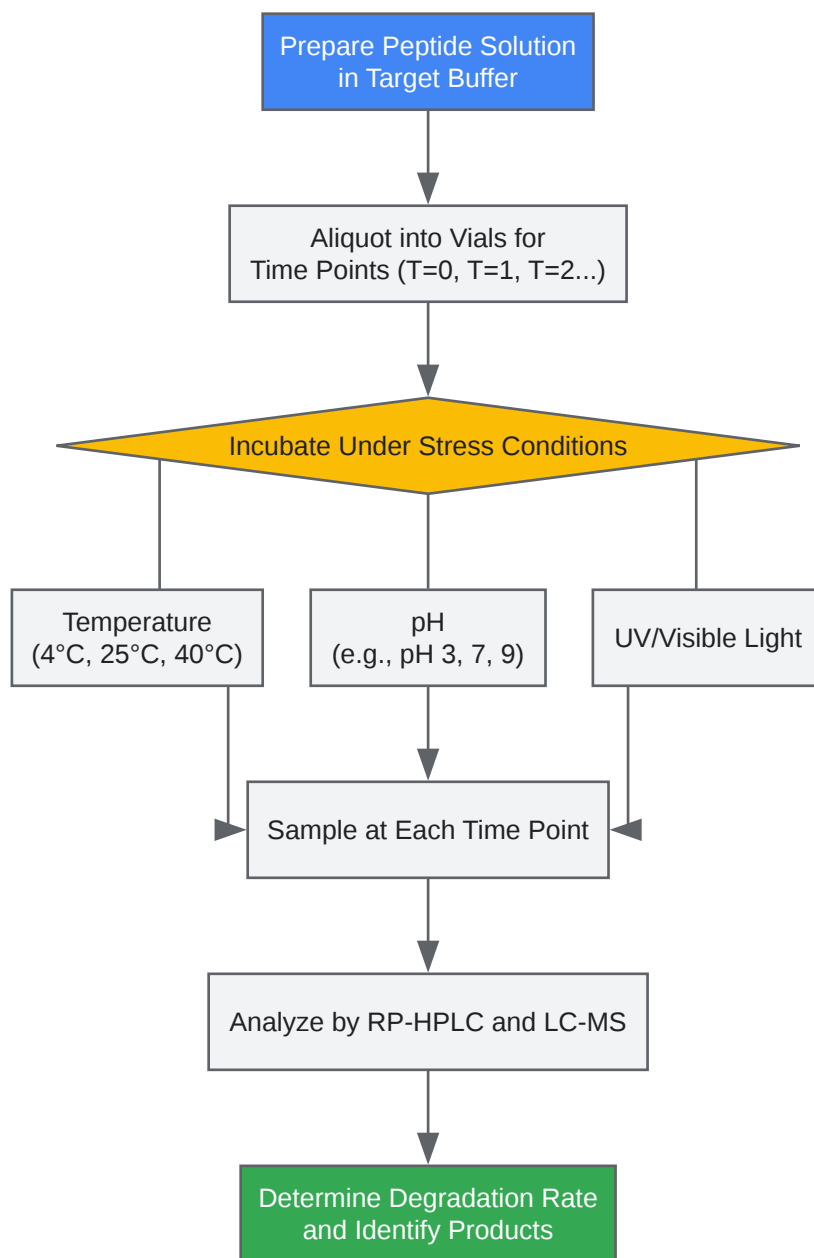 Prepare Peptide Solution
in Target Buffer
Aliquot into Vials for
Time Points (T=0, T=1, T=2...)
Incubate Under Stress Conditions
Temperature
(4°C, 25°C, 40°C)
pH
(e.g., pH 3, 7, 9)
UV/Visible Light
Sample at Each Time Point
Analyze by RP-HPLC and LC-MS
Determine Degradation Rate
and Identify Products